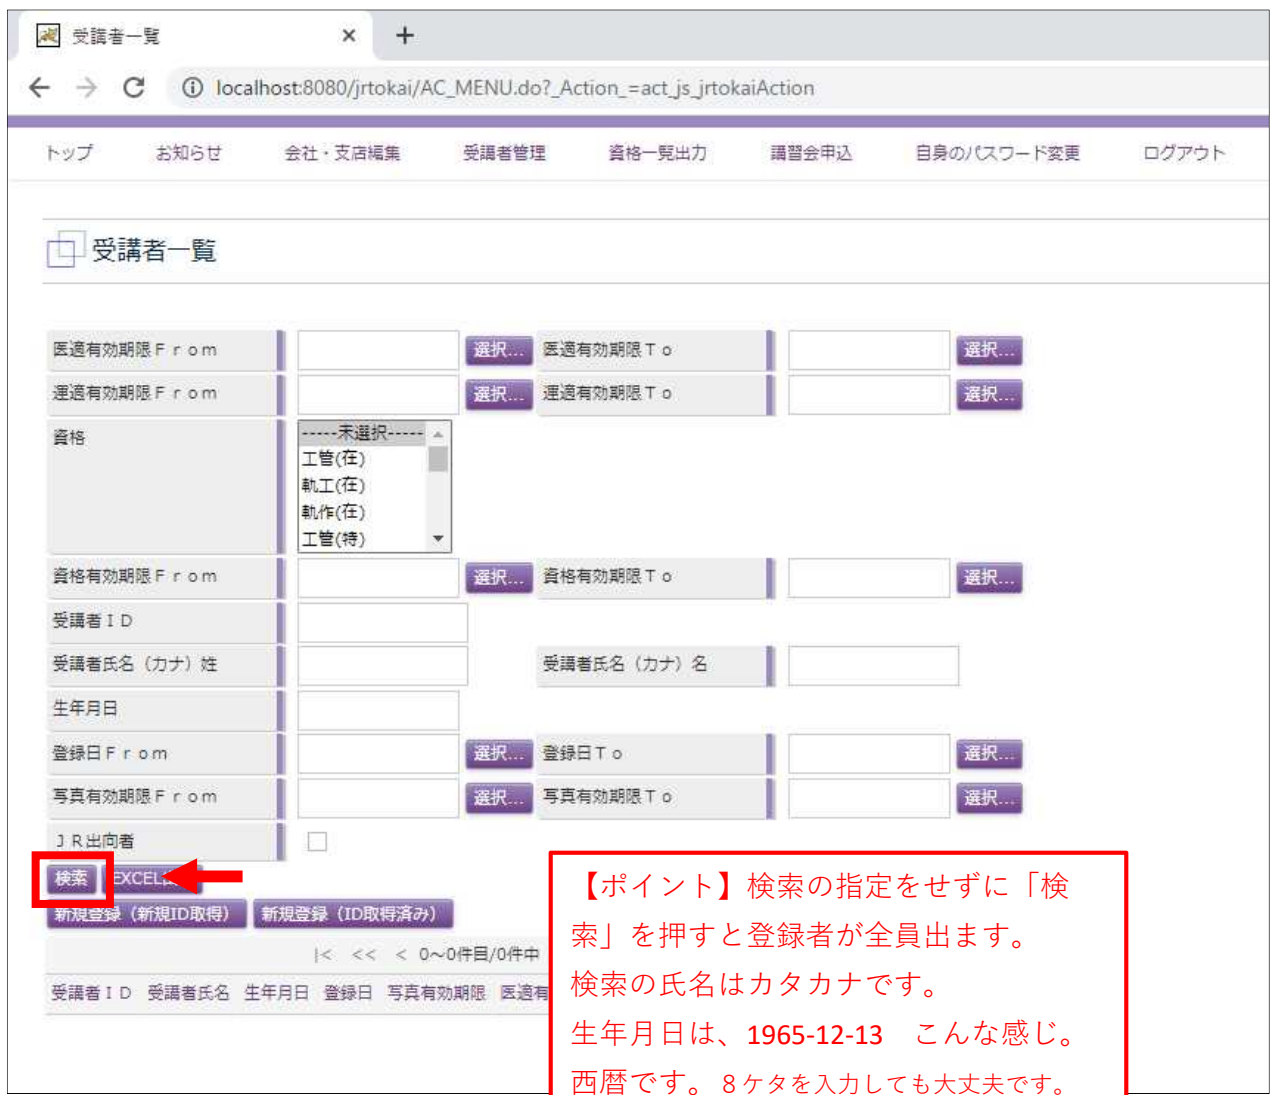 受講者一覧 × +
← → C ⓘ localhost:8080/jrtokai/AC_MENU.do?_Action_=act_js_jrtokaiAction
トップ お知らせ 会社・支店編集 受講者管理 資格一覧出力 講習会申込 自身のパスワード変更 ログアウト
受講者一覧
医適有効期限From 選択... 医適有効期限To 選択...
運適有効期限From 選択... 運適有効期限To 選択...
資格 -----未選択-----
工管(在)
軌工(在)
軌作(在)
工管(特)
資格有効期限From 選択... 資格有効期限To 選択...
受講者ID
受講者氏名（カナ）姓 受講者氏名（カナ）名
生年月日
登録日From 選択... 登録日To 選択...
写真有効期限From 選択... 写真有効期限To 選択...
JR出向者
検索 EXCEL
新規登録（新規ID取得） 新規登録（ID取得済み）
|< << < 0～0件目/0件中
受講者ID 受講者氏名 生年月日 登録日 写真有効期限 医適有
【ポイント】検索の指定をせずに「検
索」を押すと登録者が全員出ます。
検索の氏名はカタカナです。
生年月日は、1965-12-13　こんな感じ。
西暦です。８ケタを入力しても大丈夫です。